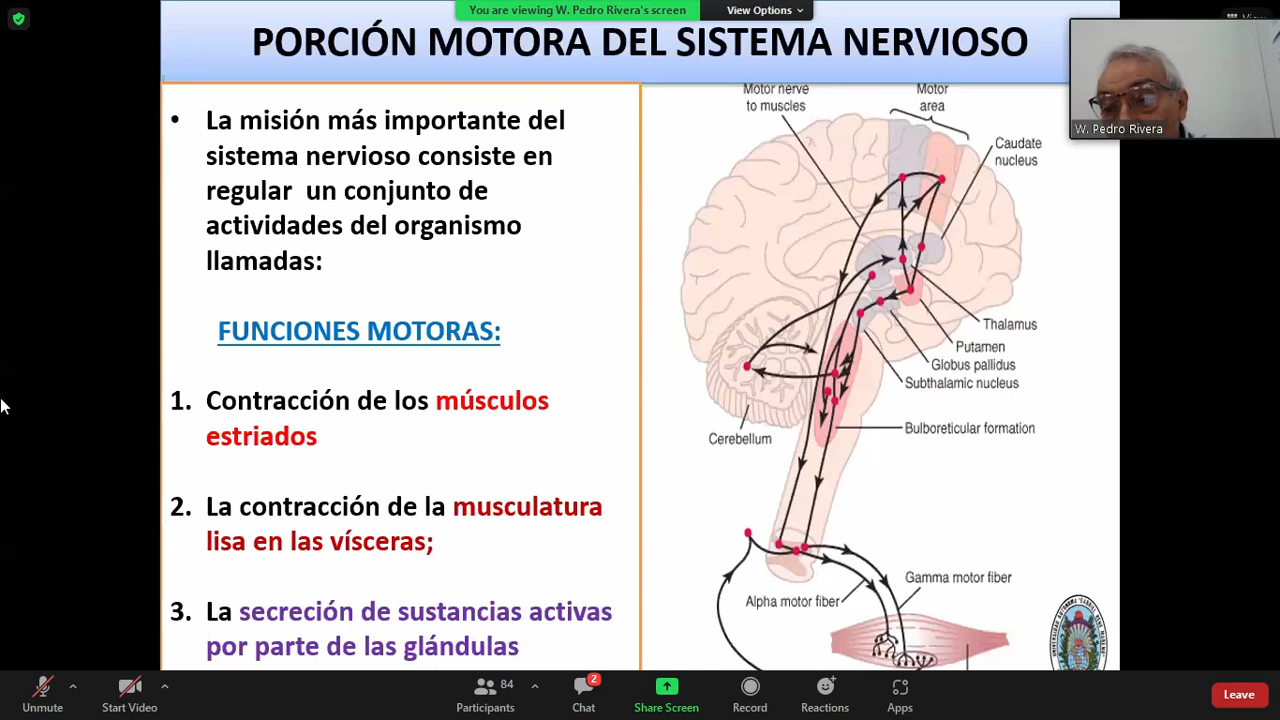 You are viewing W. Pedro Rivera's screen
View Options
View
PORCIÓN MOTORA DEL SISTEMA NERVIOSO
W. Pedro Rivera
• La misión más importante del
sistema nervioso consiste en
regular un conjunto de
actividades del organismo
llamadas:
FUNCIONES MOTORAS:
1. Contracción de los músculos
estriados
2. La contracción de la musculatura
lisa en las vísceras;
3. La secreción de sustancias activas
por parte de las glándulas
Motor nerve
to muscles
Motor
area
Caudate
nucleus
Thalamus
Putamen
Globus pallidus
Subthalamic nucleus
Bulboreticular formation
Cerebellum
Gamma motor fiber
Alpha motor fiber
Unmute
Start Video
84
Participants
2
Chat
Share Screen
Record
Reactions
Apps
Leave